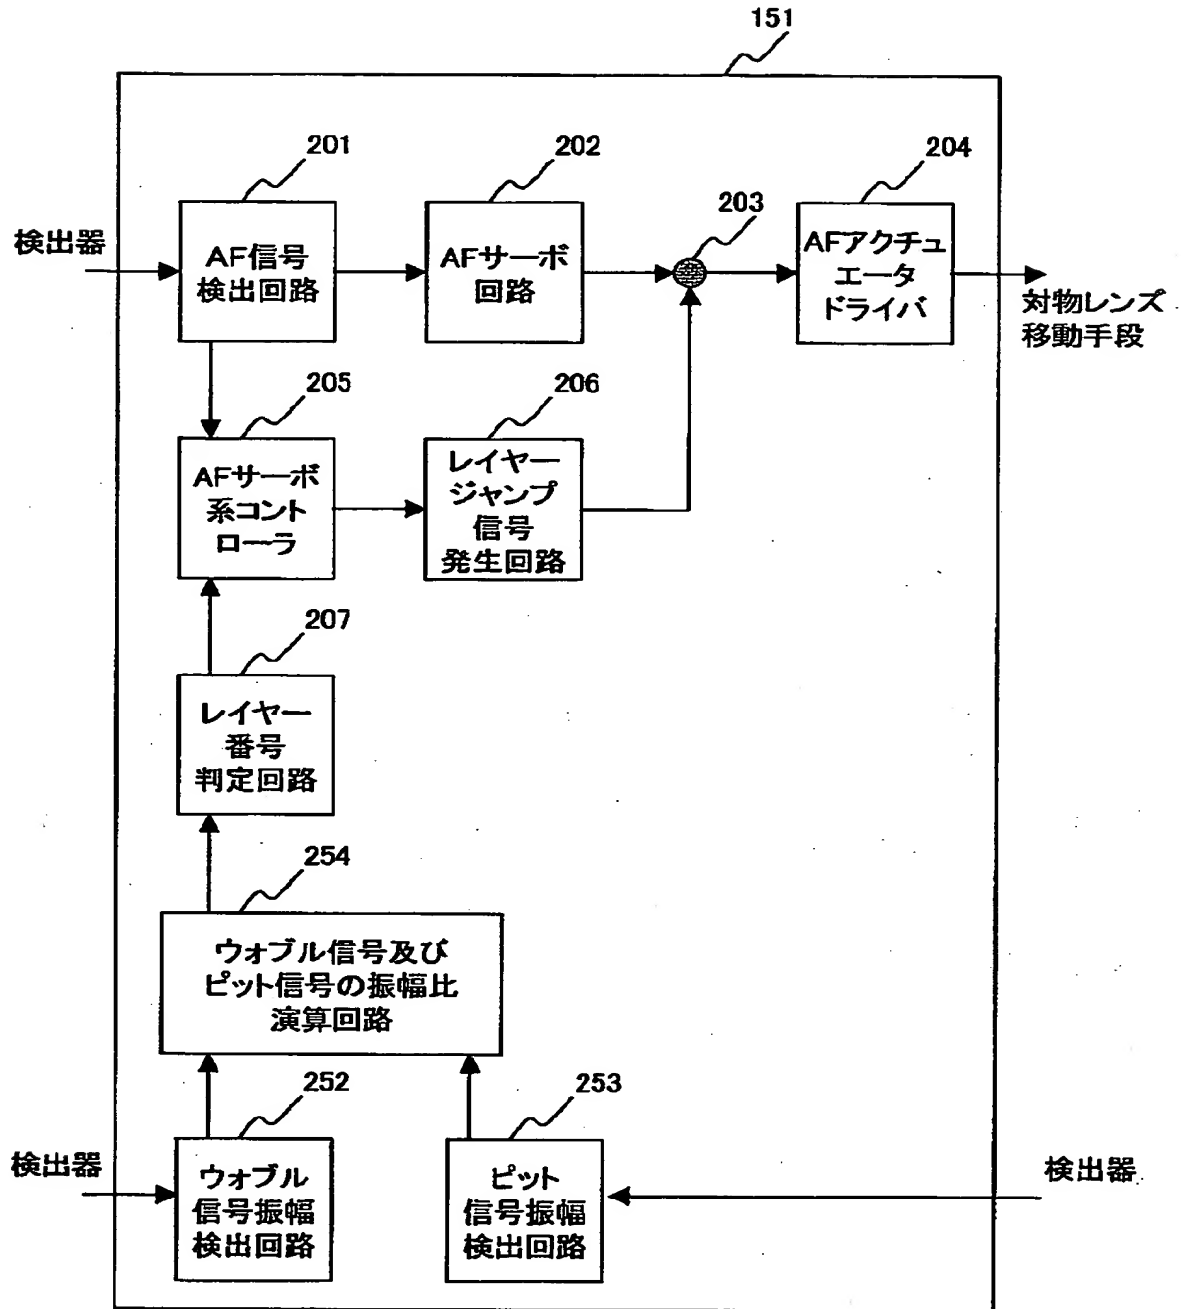 151
201
202
203
204
検出器
AF信号
検出回路
AFサーボ
回路
AFアクチュ
エータ
ドライバ
対物レンズ
移動手段
205
206
AFサーボ
系コント
ローラ
レイヤー
ジャンプ
信号
発生回路
207
レイヤー
番号
判定回路
254
ウォブル信号及び
ピット信号の振幅比
演算回路
252
253
検出器
ウォブル
信号振幅
検出回路
ピット
信号振幅
検出回路
検出器